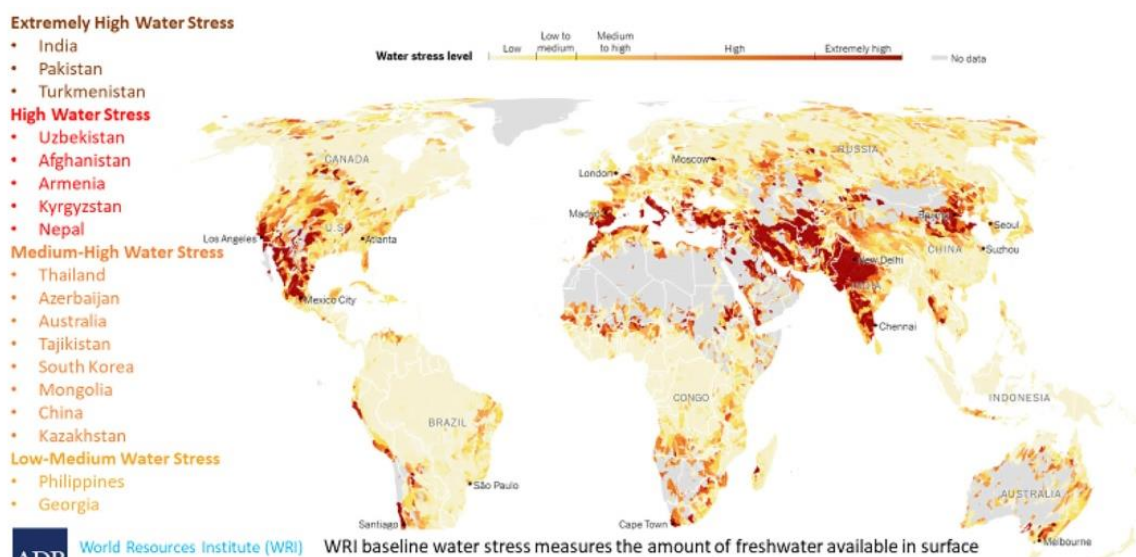 Extremely High Water Stress
• India
• Pakistan
• Turkmenistan
High Water Stress
• Uzbekistan
• Afghanistan
• Armenia
• Kyrgyzstan
• Nepal
Medium-High Water Stress
• Thailand
• Azerbaijan
• Australia
• Tajikistan
• South Korea
• Mongolia
• China
• Kazakhstan
Low-Medium Water Stress
• Philippines
• Georgia
Water stress level
Low
Low to medium
Medium to high
High
Extremely high
No data
CANADA
RUSSIA
Moscow
London
Madrid
U.S.
Los Angeles
Atlanta
Seoul
CHINA
Suzhou
New Delhi
Mexico City
Chennai
CONGO
INDONESIA
BRAZIL
São Paulo
AUSTRALIA
Santiago
Cape Town
Melbourne
ADB
World Resources Institute (WRI)
WRI baseline water stress measures the amount of freshwater available in surface